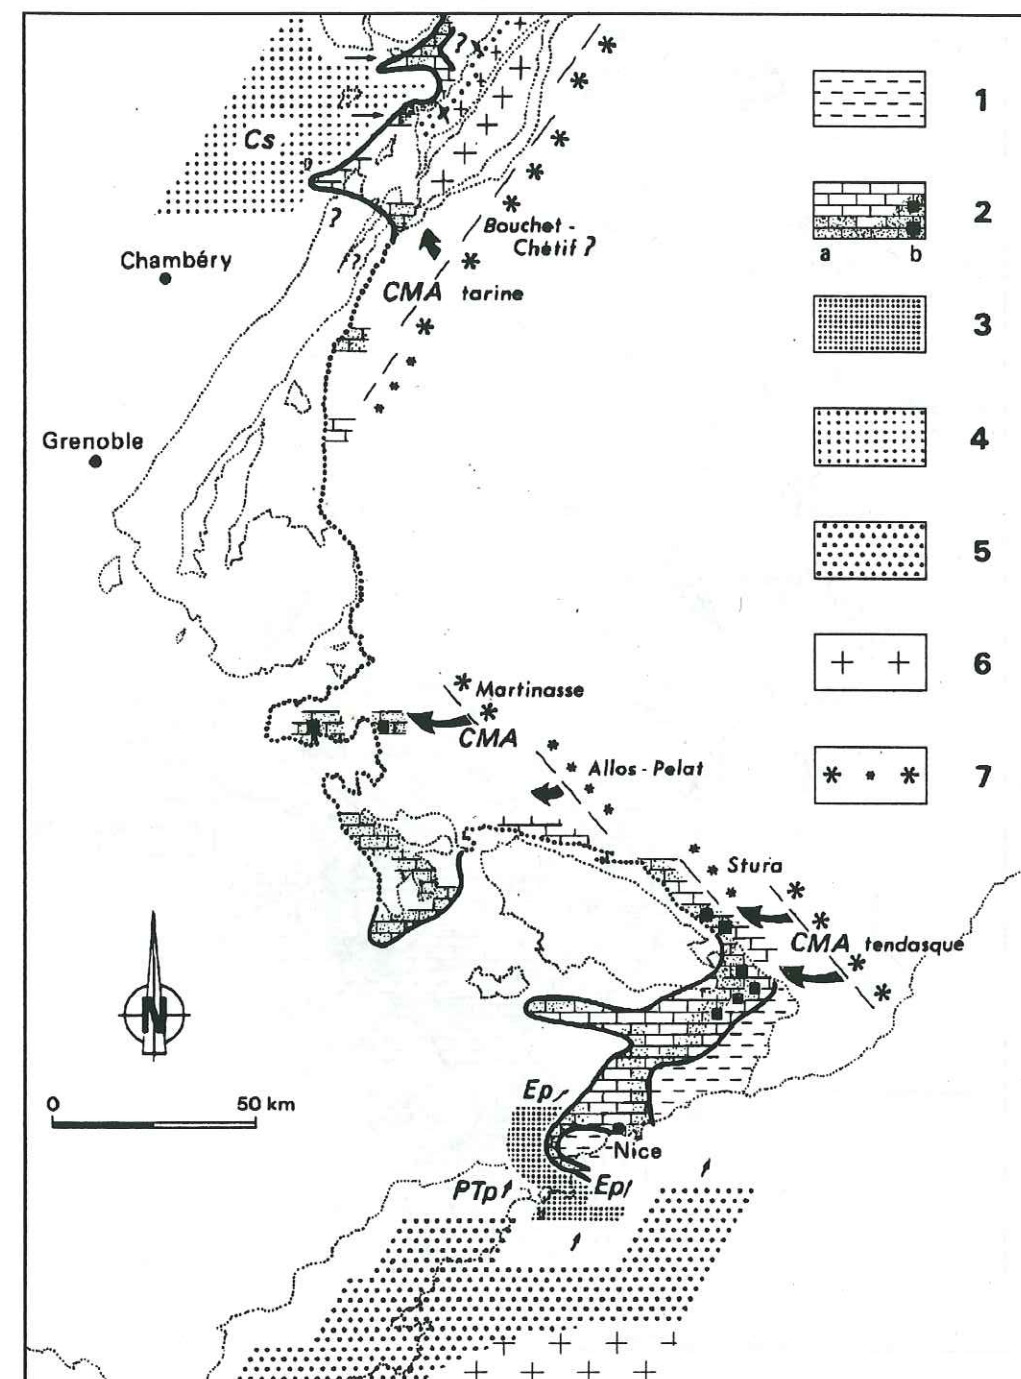 ?
1
Cs
2
a b
Bouchet-
Chétif ?
?
Chambéry
?
CMA tarine
3
Grenoble
4
5
6
Martinasse
CMA
Allos-Pelat
7
Stura
CMA tendasque
N
0 50 km
Ep
Nice
PTp
Ep